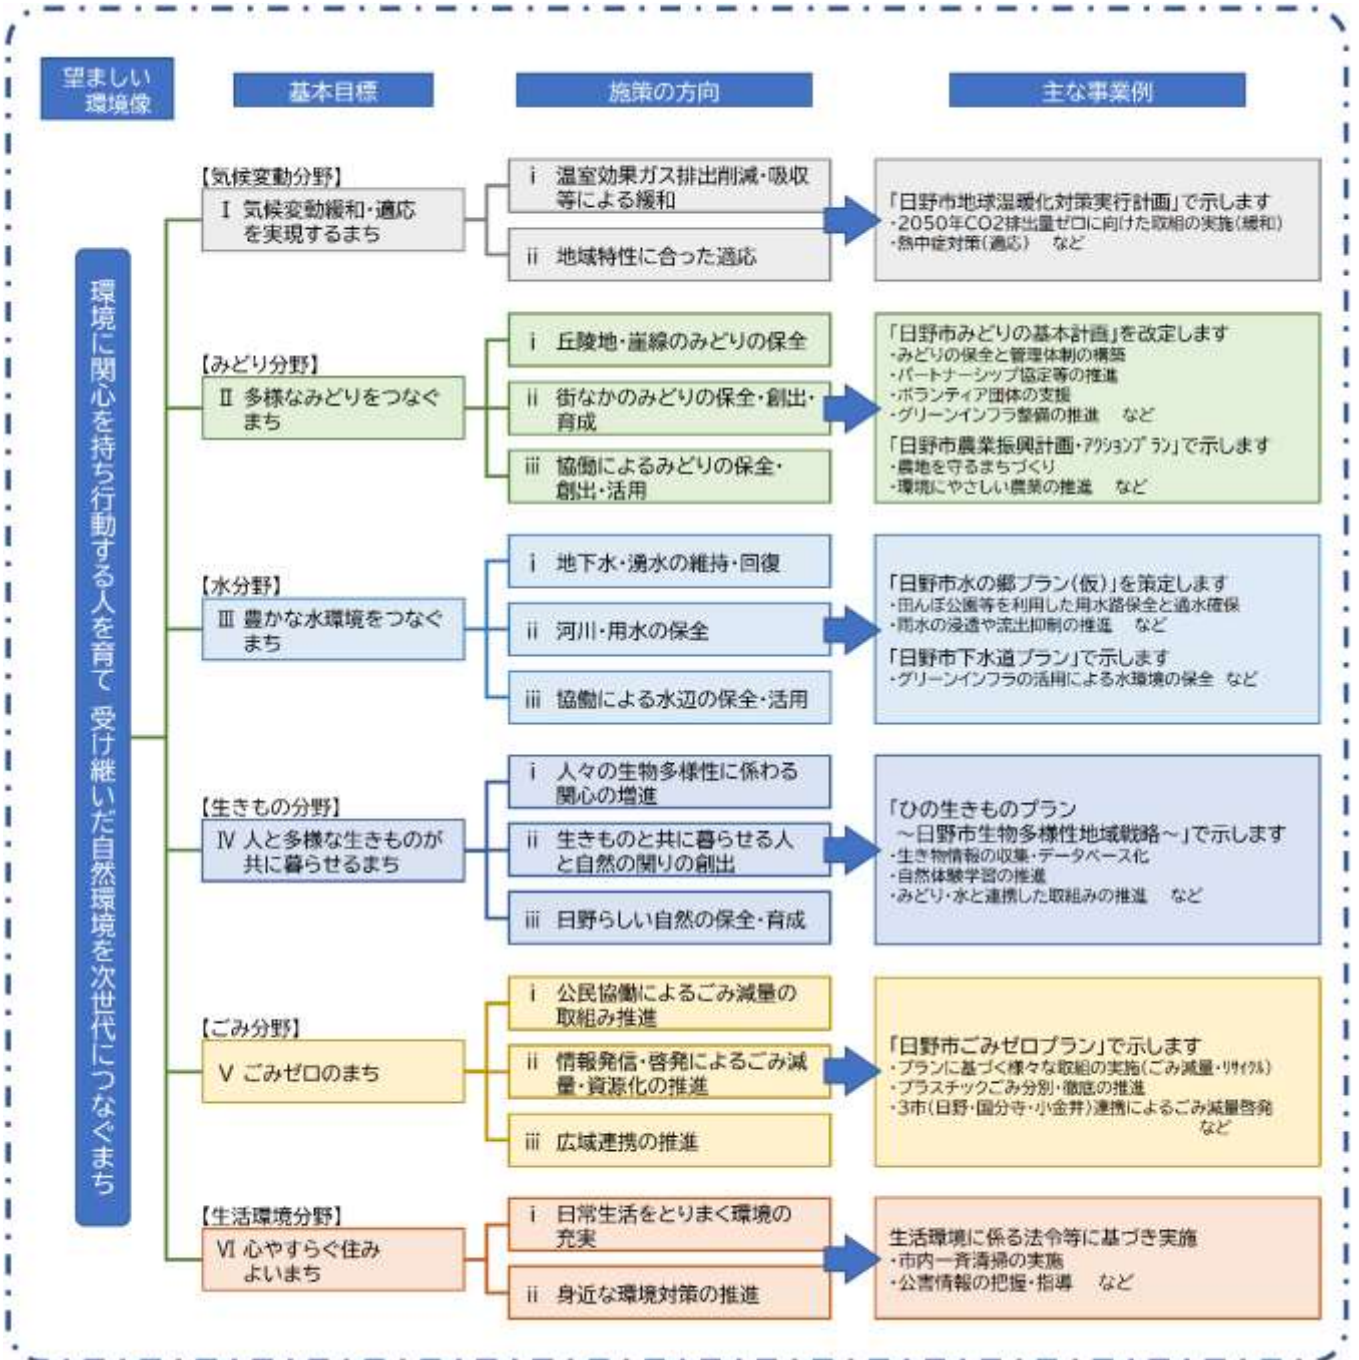 望ましい
環境像
基本目標
施策の方向
主な事業例
環境に関心を持ち行動する人を育て 受け継いだ自然環境を次世代につなぐまち
【気候変動分野】
Ⅰ 気候変動緩和・適応
を実現するまち
ⅰ 温室効果ガス排出削減・吸収
等による緩和
ⅱ 地域特性に合った適応
「日野市地球温暖化対策実行計画」で示します
・2050年CO2排出量ゼロに向けた取組の実施(緩和)
・熱中症対策(適応) など
【みどり分野】
Ⅱ 多様なみどりをつなぐ
まち
ⅰ 丘陵地・崖線のみどりの保全
ⅱ 街なかのみどりの保全・創出・
育成
ⅲ 協働によるみどりの保全・
創出・活用
「日野市みどりの基本計画」を改定します
・みどりの保全と管理体制の構築
・パートナーシップ協定等の推進
・ボランティア団体の支援
・グリーンインフラ整備の推進 など
「日野市農業振興計画・ｱｸｼｮﾝﾌﾟﾗﾝ」で示します
・農地を守るまちづくり
・環境にやさしい農業の推進 など
【水分野】
Ⅲ 豊かな水環境をつなぐ
まち
ⅰ 地下水・湧水の維持・回復
ⅱ 河川・用水の保全
ⅲ 協働による水辺の保全・活用
「日野市水の郷プラン(仮)」を策定します
・田んぼ公園等を利用した用水路保全と通水確保
・雨水の浸透や流出抑制の推進 など
「日野市下水道プラン」で示します
・グリーンインフラの活用による水環境の保全 など
【生きもの分野】
Ⅳ 人と多様な生きものが
共に暮らせるまち
ⅰ 人々の生物多様性に係わる
関心の増進
ⅱ 生きものと共に暮らせる人
と自然の関りの創出
ⅲ 日野らしい自然の保全・育成
「ひの生きものプラン
～日野市生物多様性地域戦略～」で示します
・生き物情報の収集・データベース化
・自然体験学習の推進
・みどり・水と連携した取組みの推進 など
【ごみ分野】
Ⅴ ごみゼロのまち
ⅰ 公民協働によるごみ減量の
取組み推進
ⅱ 情報発信・啓発によるごみ減
量・資源化の推進
ⅲ 広域連携の推進
「日野市ごみゼロプラン」で示します
・プランに基づく様々な取組の実施(ごみ減量・ﾘｻｲｸﾙ)
・プラスチックごみ分別・徹底の推進
・3市(日野・国分寺・小金井)連携によるごみ減量啓発
など
【生活環境分野】
Ⅵ 心やすらぐ住み
よいまち
ⅰ 日常生活をとりまく環境の
充実
ⅱ 身近な環境対策の推進
生活環境に係る法令等に基づき実施
・市内一斉清掃の実施
・公害情報の把握・指導 など